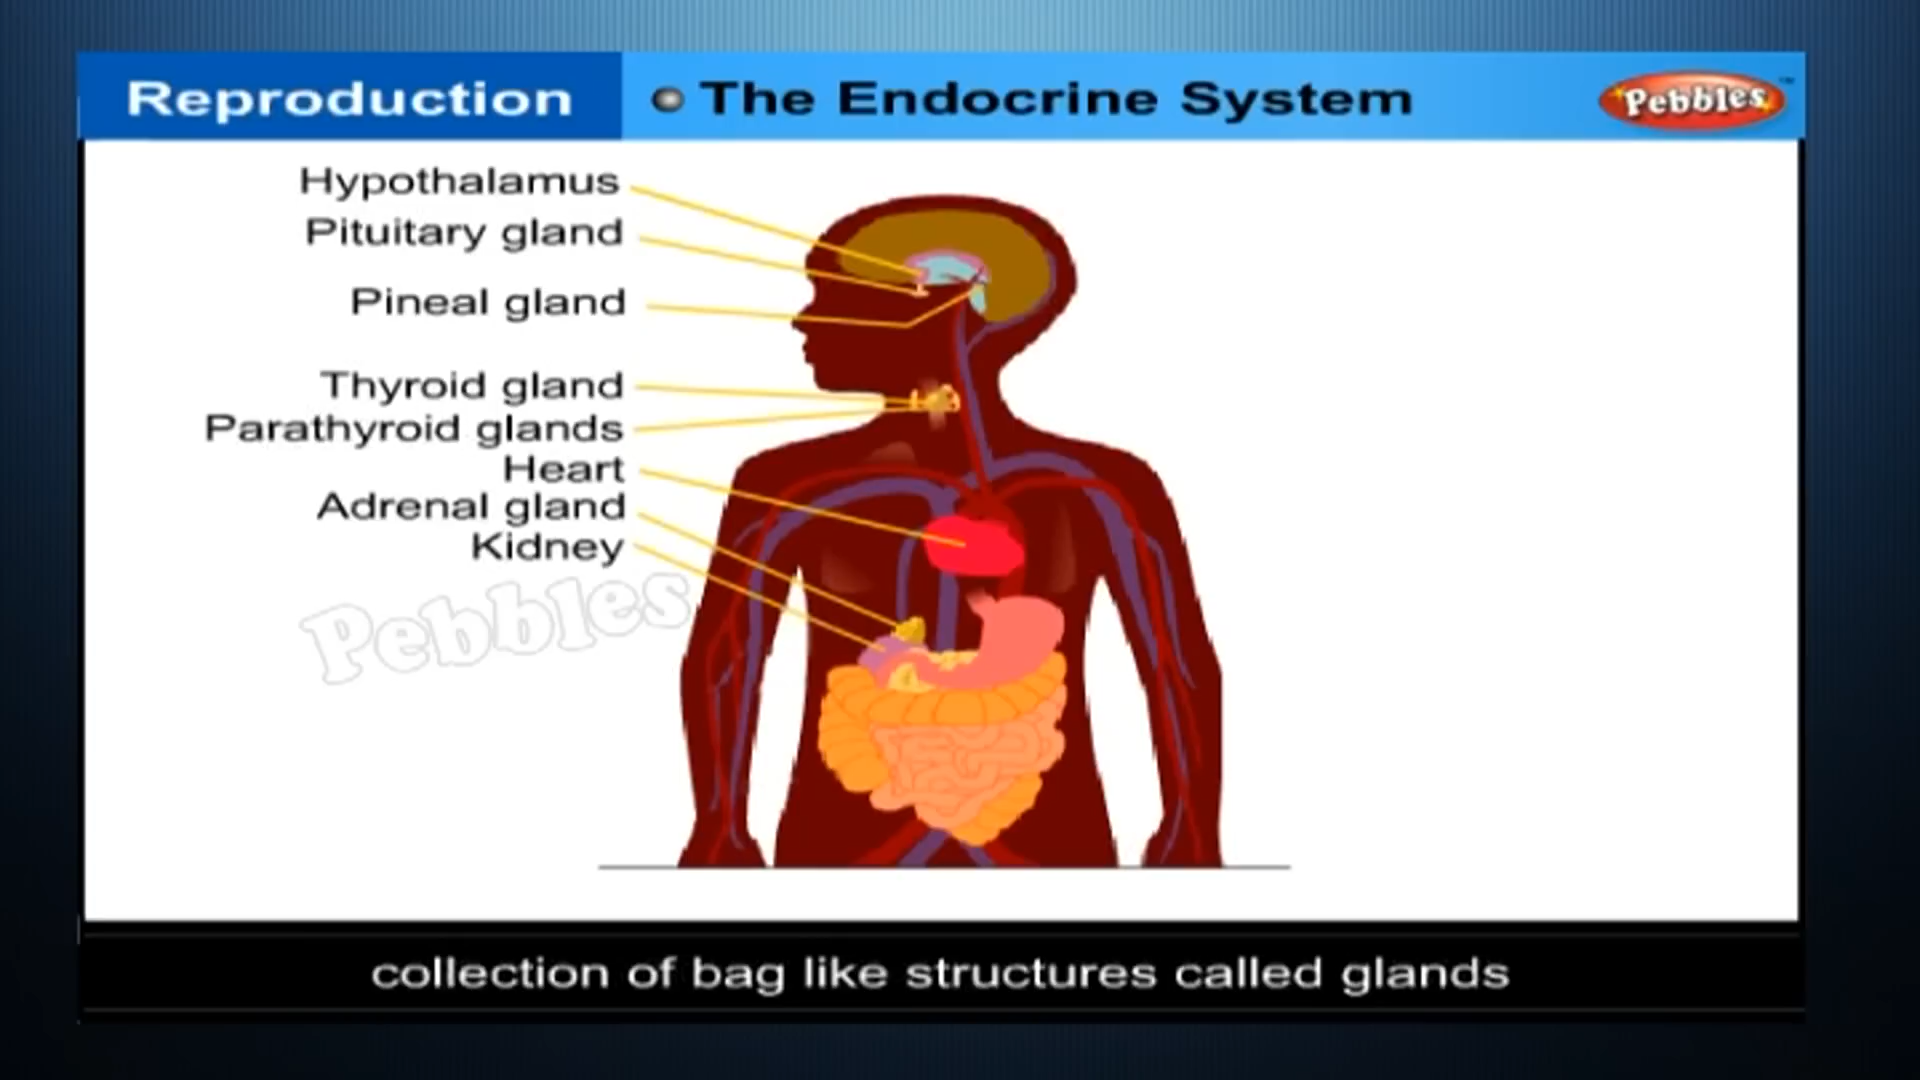 Reproduction
The Endocrine System
Pebbles™
Hypothalamus
Pituitary gland
Pineal gland
Thyroid gland
Parathyroid glands
Heart
Adrenal gland
Kidney
Pebbles
collection of bag like structures called glands